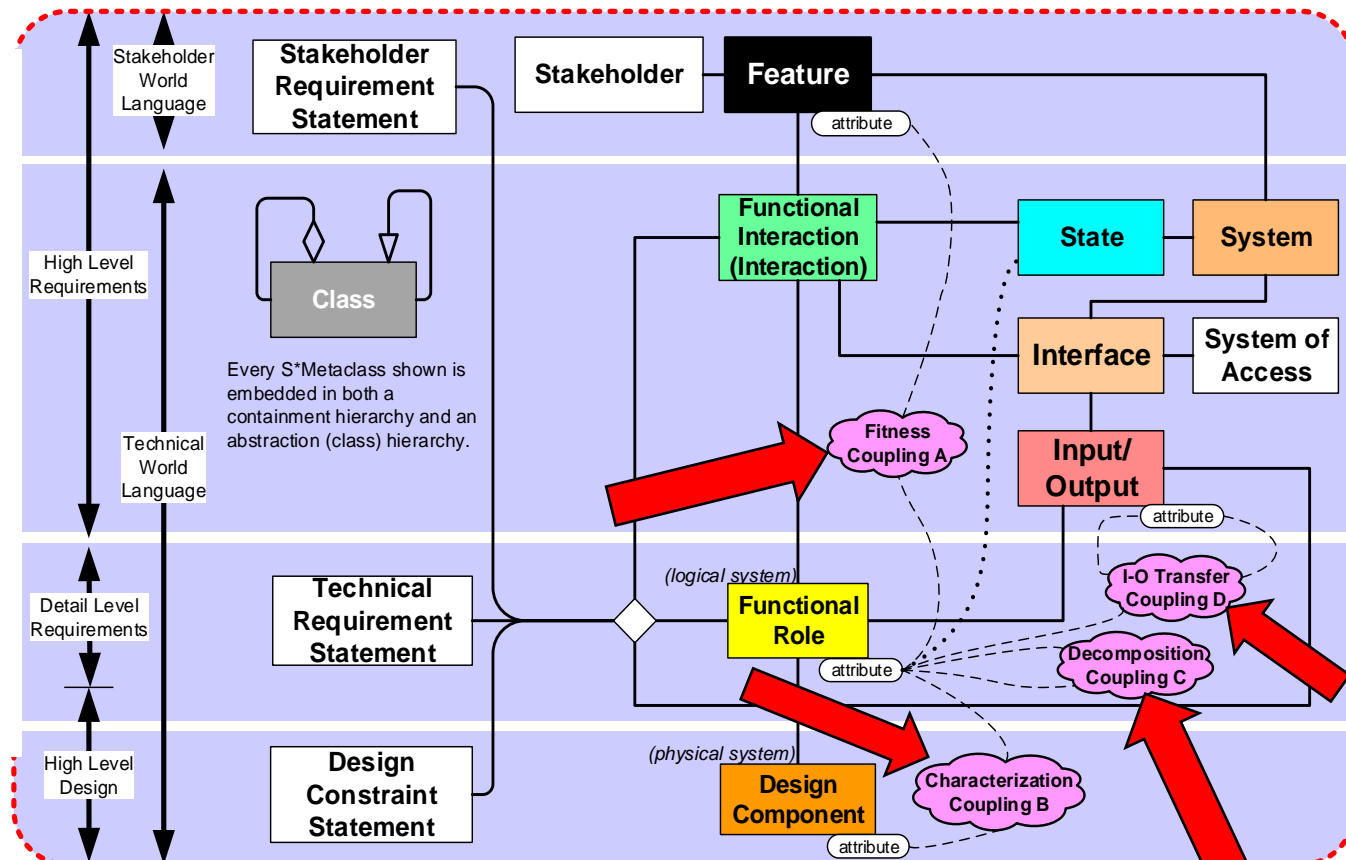 Stakeholder
World
Language
Stakeholder
Requirement
Statement
Stakeholder
Feature
attribute
High Level
Requirements
Technical
World
Language
Class
Every S*Metaclass shown is
embedded in both a
containment hierarchy and an
abstraction (class) hierarchy.
Functional
Interaction
(Interaction)
State
System
Interface
System of
Access
Fitness
Coupling A
Input/
Output
attribute
Detail Level
Requirements
Technical
Requirement
Statement
(logical system)
Functional
Role
attribute
I-O Transfer
Coupling D
Decomposition
Coupling C
High Level
Design
Design
Constraint
Statement
(physical system)
Design
Component
attribute
Characterization
Coupling B